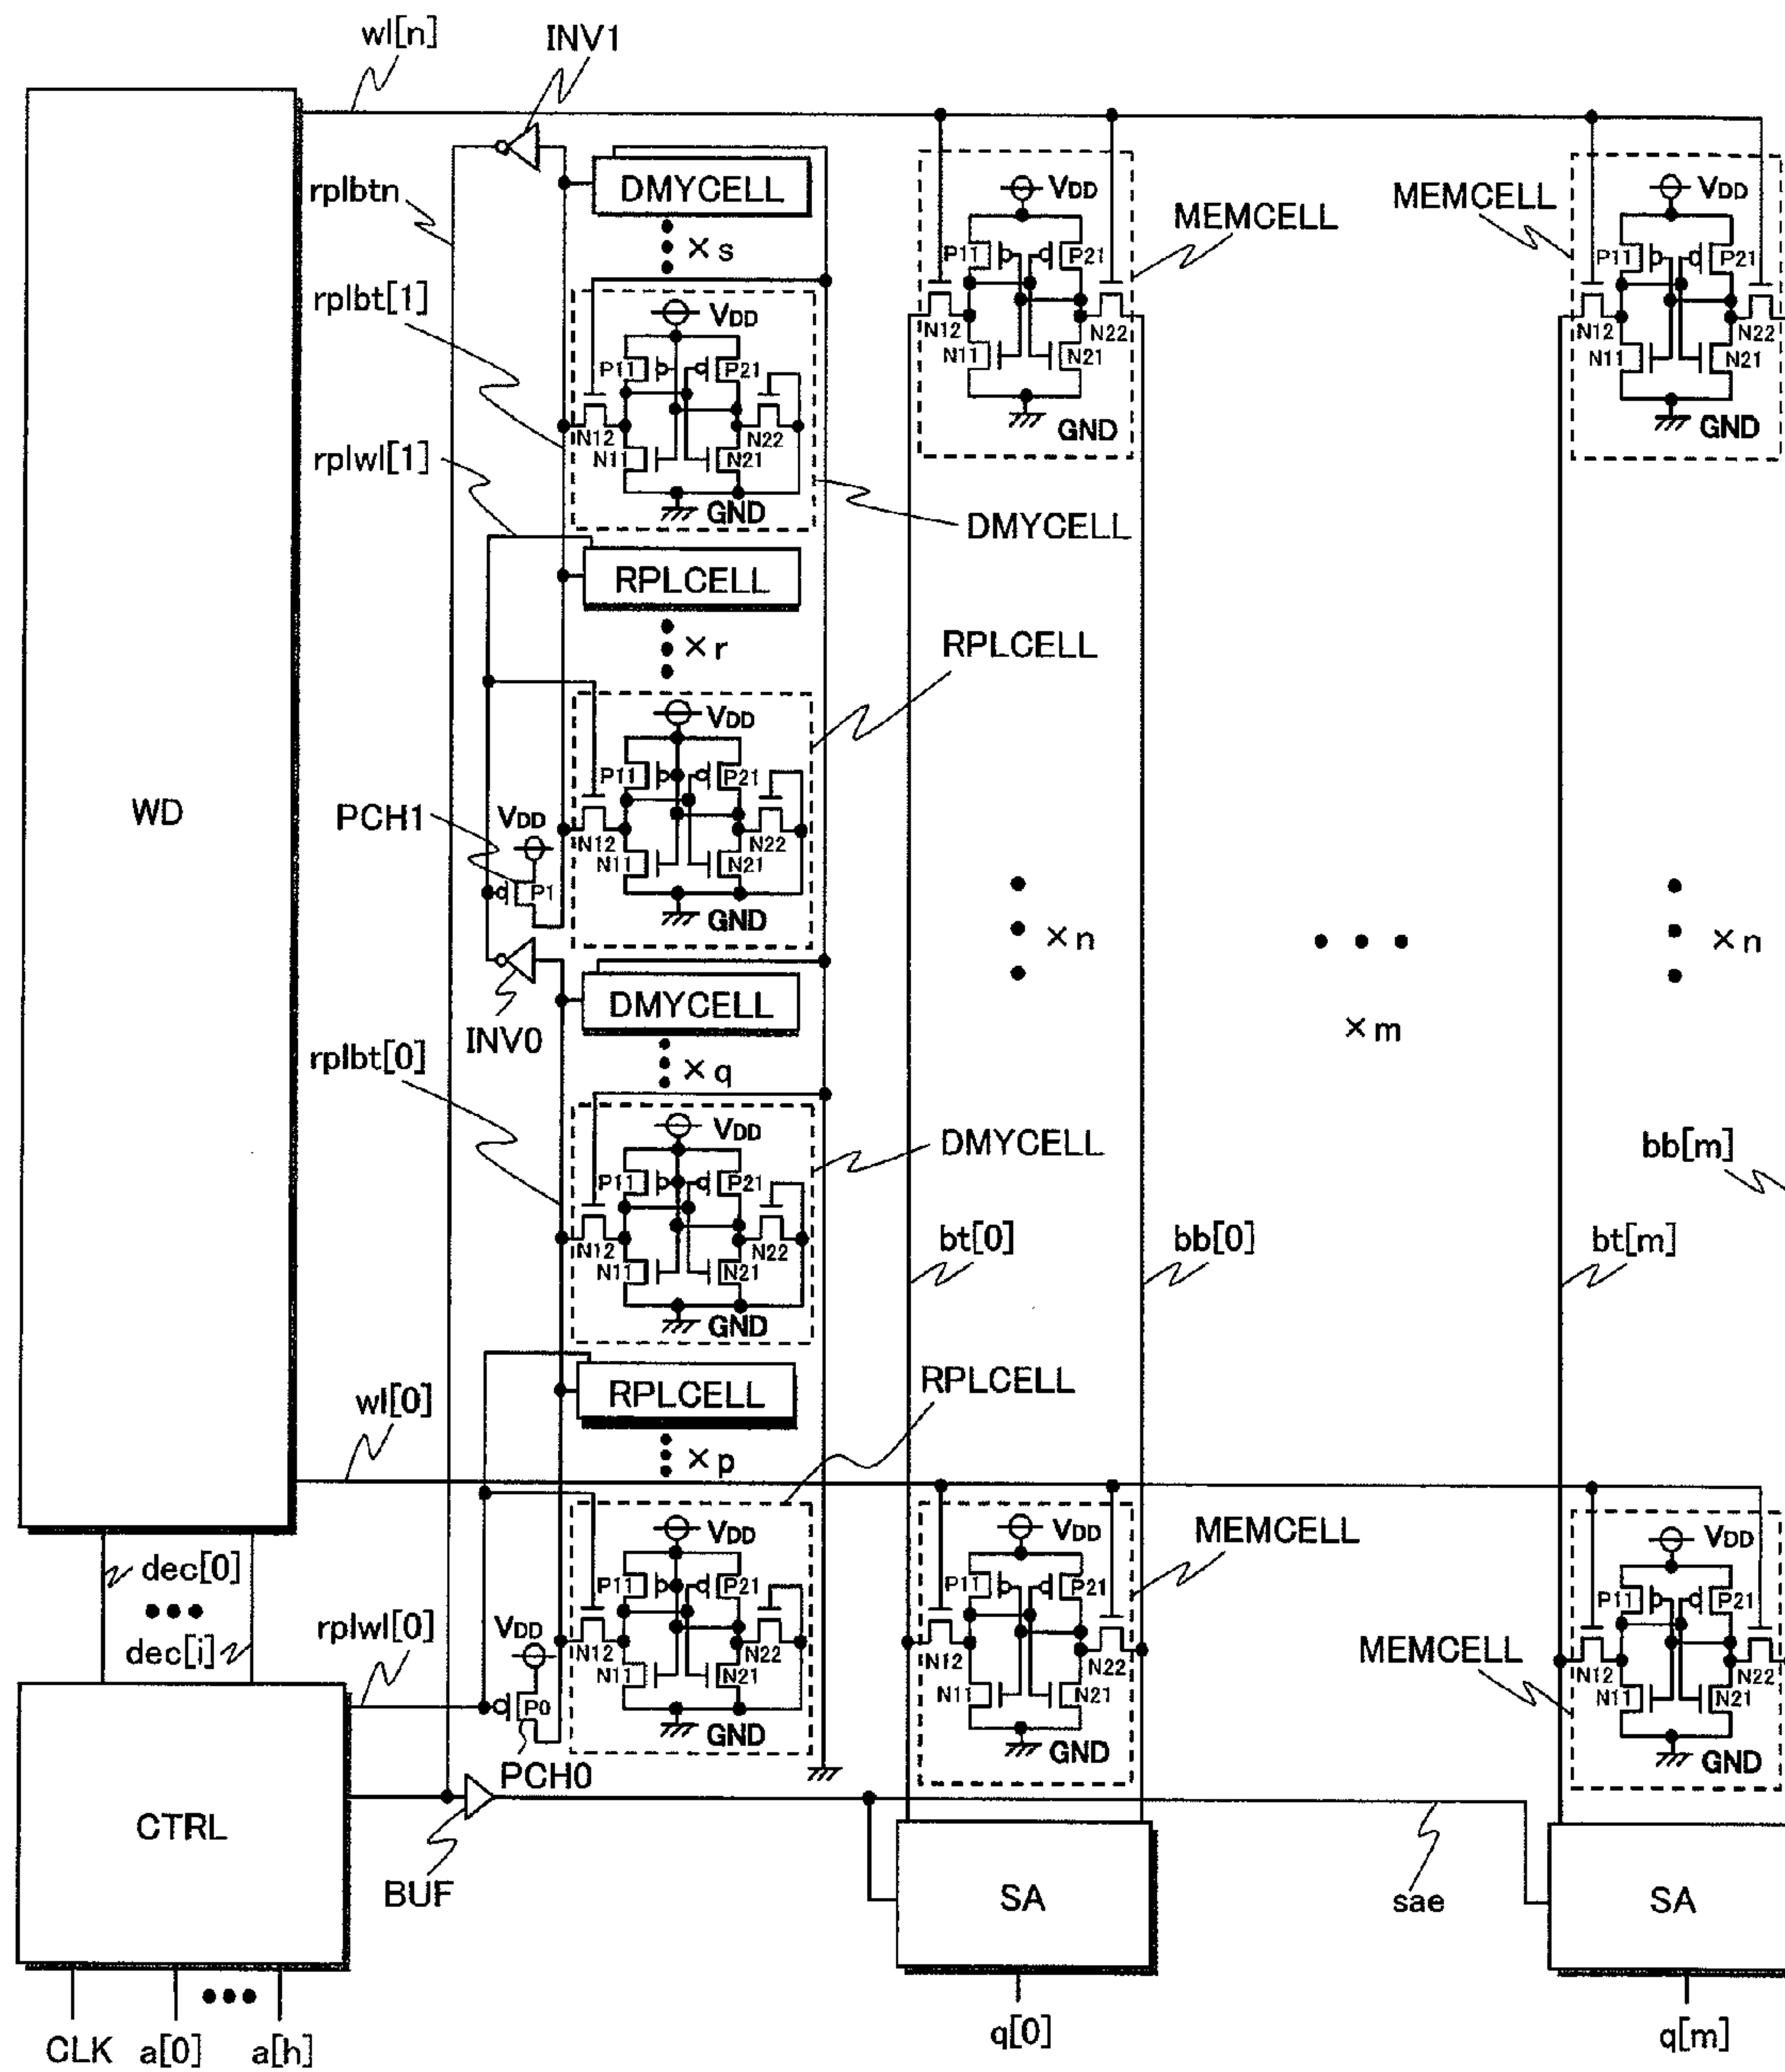 wl[n]
INV1
rplbtn
DMYCELL
× s
VDD
MEMCELL
MEMCELL
VDD
P11
P21
P11
P21
rplbt[1]
VDD
N12
N22
N11
N21
N12
N22
N11
N21
P11
P21
GND
GND
N12
N22
N11
N21
rplwl[1]
GND
DMYCELL
RPLCELL
× r
RPLCELL
VDD
WD
P11
P21
PCH1
VDD
N12
N22
N11
N21
P1
GND
× n
× n
DMYCELL
× m
INV0
rplbt[0]
× q
VDD
DMYCELL
bb[m]
P11
P21
N12
N22
N11
N21
bt[0]
bb[0]
bt[m]
GND
RPLCELL
RPLCELL
wl[0]
× p
VDD
VDD
MEMCELL
VDD
dec[0]
P11
P21
P11
P21
P11
P21
rplwl[0]
VDD
dec[i]
N12
N22
N11
N21
N12
N22
N11
N21
MEMCELL
N12
N22
N11
N21
P0
GND
GND
GND
PCH0
CTRL
BUF
SA
sae
SA
CLK
a[0]
a[h]
q[0]
q[m]